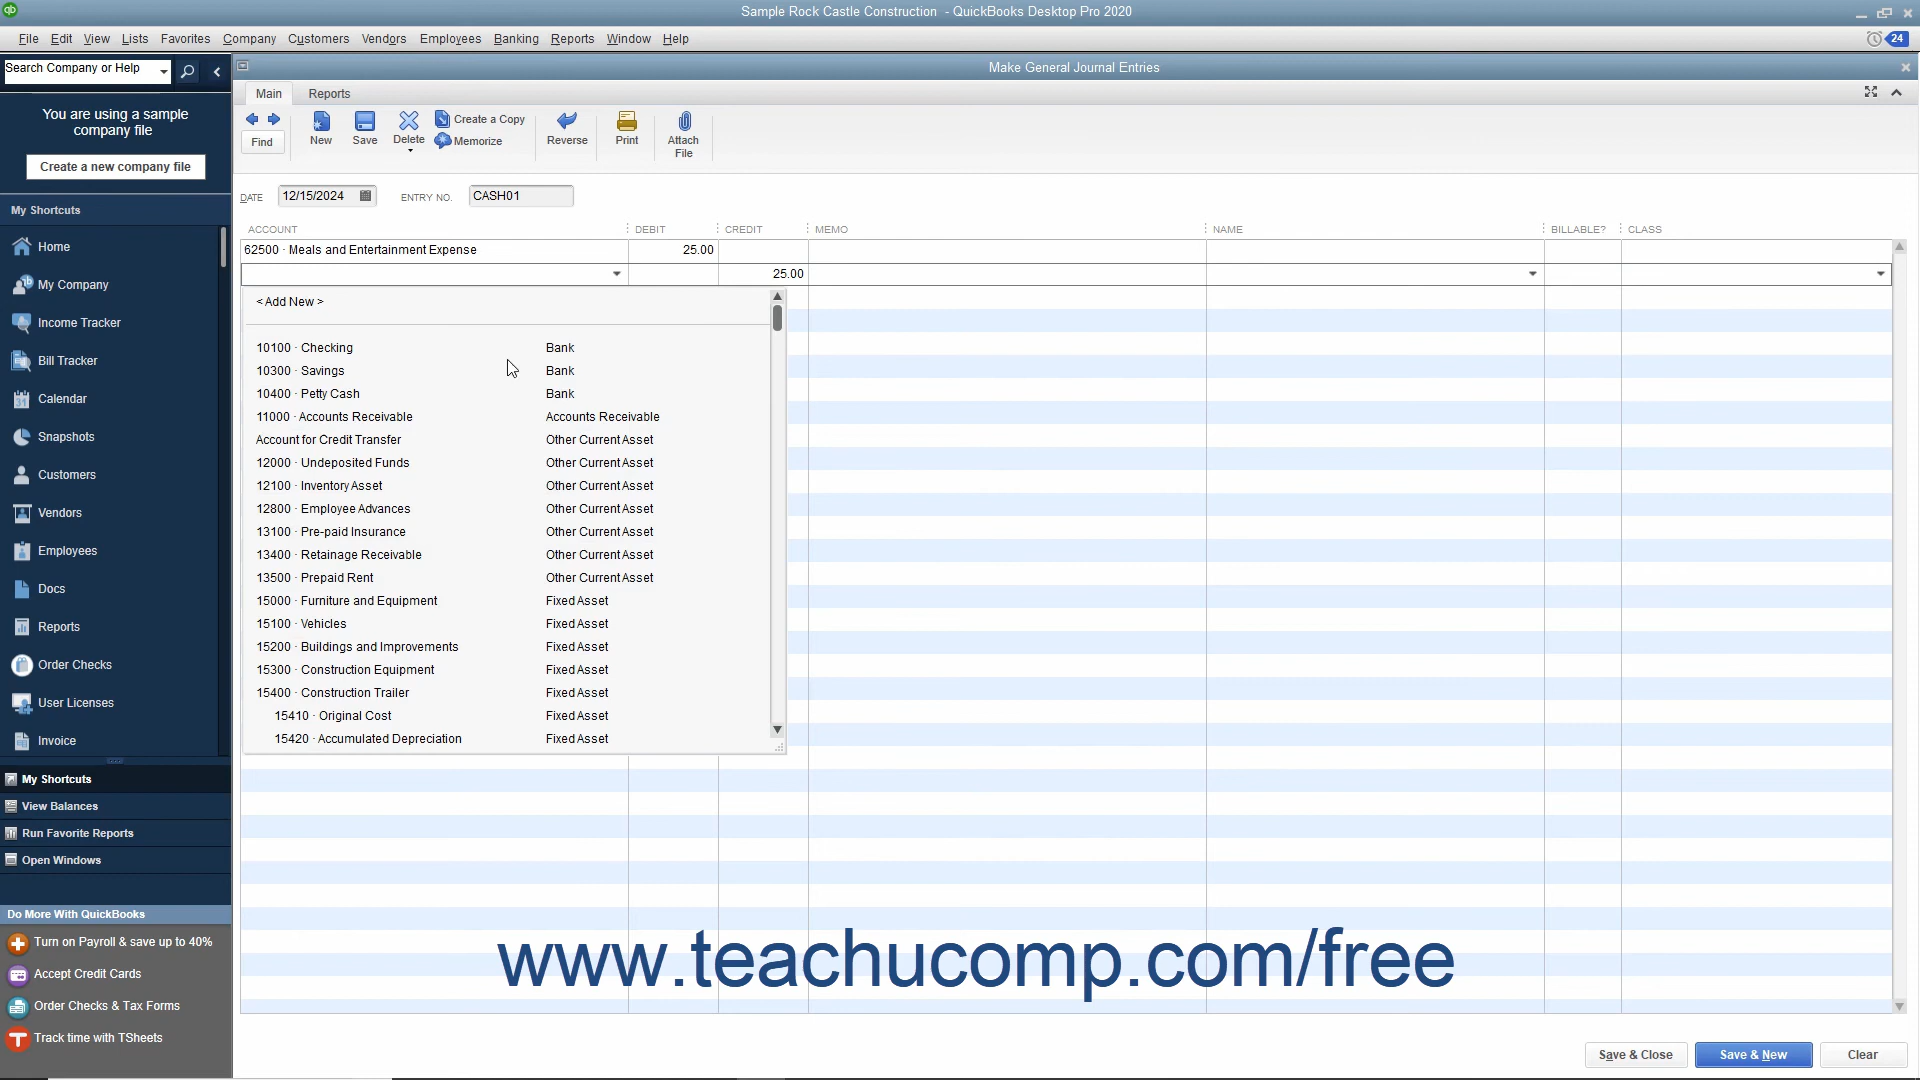 Sample Rock Castle Construction - QuickBooks Desktop Pro 2020
File Edit View Lists Favorites Company Customers Vendors Employees Banking Reports Window Help
24
Search Company or Help
Make General Journal Entries
Main Reports
You are using a sample
company file
Create a new company file
Find
New
Save
Delete
Create a Copy
Memorize
Reverse
Print
Attach
File
DATE 12/15/2024 ENTRY NO. CASH01
ACCOUNT DEBIT CREDIT MEMO NAME BILLABLE? CLASS
62500 · Meals and Entertainment Expense 25.00
25.00
< Add New >
10100 · Checking Bank
10300 · Savings Bank
10400 · Petty Cash Bank
11000 · Accounts Receivable Accounts Receivable
Account for Credit Transfer Other Current Asset
12000 · Undeposited Funds Other Current Asset
12100 · Inventory Asset Other Current Asset
12800 · Employee Advances Other Current Asset
13100 · Pre-paid Insurance Other Current Asset
13400 · Retainage Receivable Other Current Asset
13500 · Prepaid Rent Other Current Asset
15000 · Furniture and Equipment Fixed Asset
15100 · Vehicles Fixed Asset
15200 · Buildings and Improvements Fixed Asset
15300 · Construction Equipment Fixed Asset
15400 · Construction Trailer Fixed Asset
15410 · Original Cost Fixed Asset
15420 · Accumulated Depreciation Fixed Asset
My Shortcuts
Home
My Company
Income Tracker
Bill Tracker
31 Calendar
Snapshots
Customers
Vendors
Employees
Docs
Reports
Order Checks
User Licenses
Invoice
My Shortcuts
View Balances
Run Favorite Reports
Open Windows
Do More With QuickBooks
Turn on Payroll & save up to 40%
Accept Credit Cards
Order Checks & Tax Forms
Track time with TSheets
www.teachucomp.com/free
Save & Close Save & New Clear